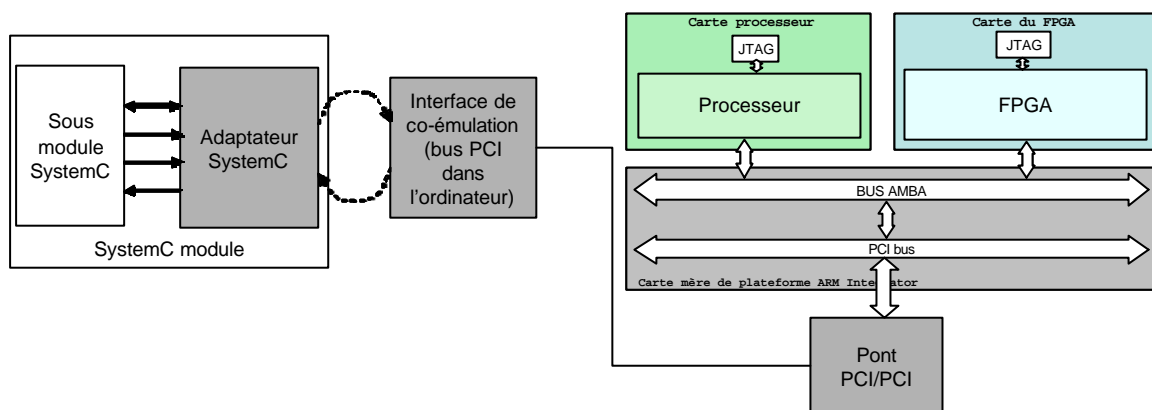 Sous
module
SystemC
Adaptateur
SystemC
SystemC module
Interface de
co-émulation
(bus PCI
dans
l'ordinateur)
Carte processeur
JTAG
Processeur
Carte du FPGA
JTAG
FPGA
BUS AMBA
PCI bus
Carte mère de plateforme ARM Integrator
Pont
PCI/PCI